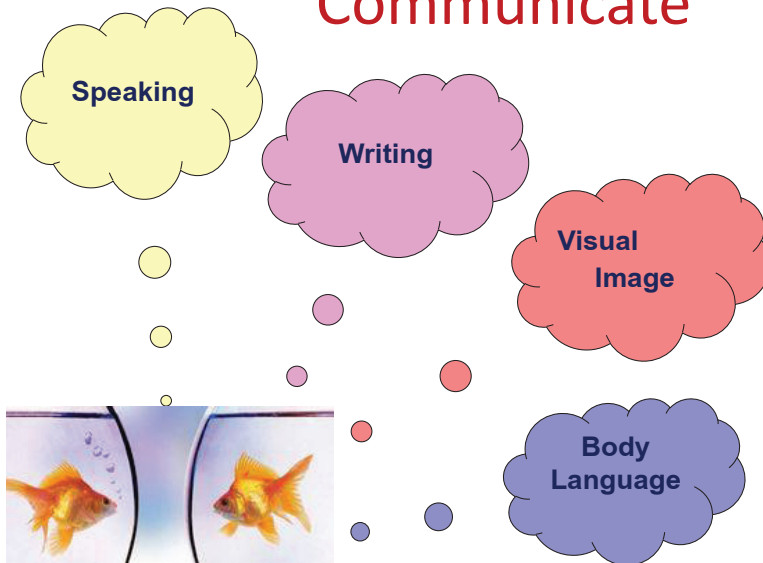 Communicate
Speaking
Writing
Visual
Image
Body
Language